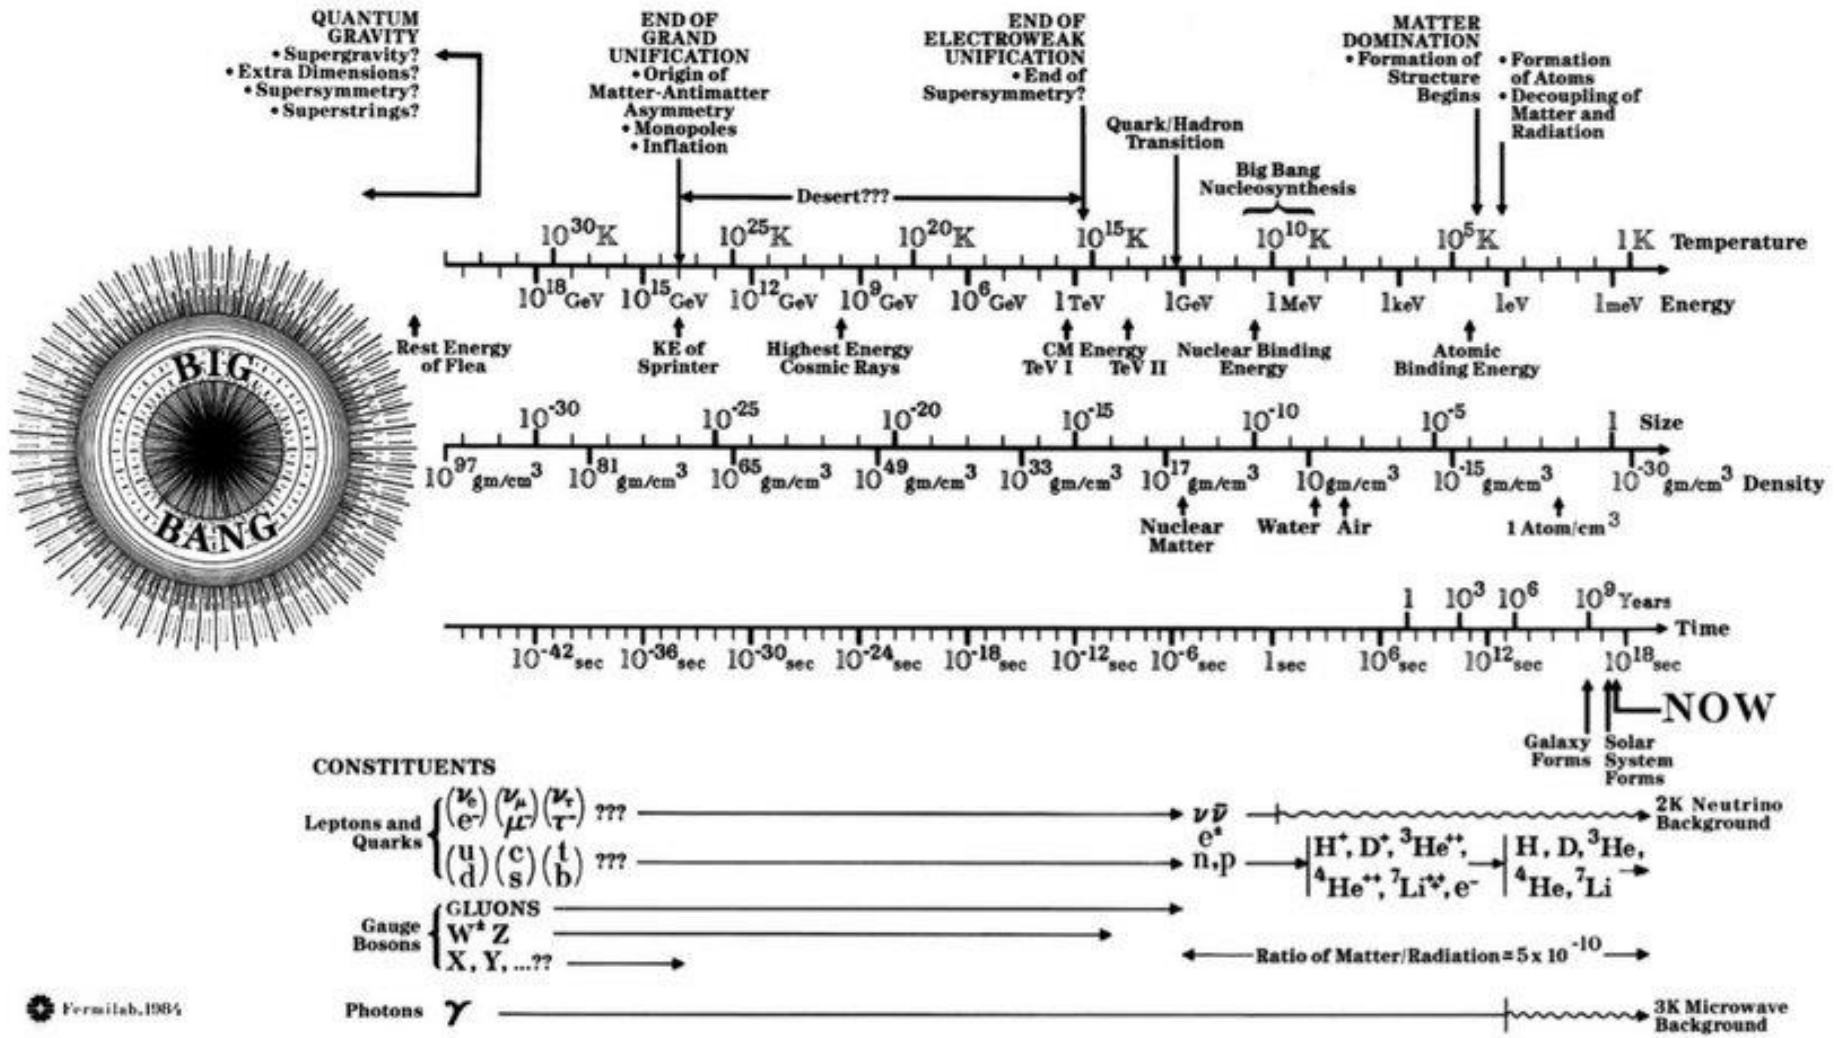 QUANTUM
GRAVITY
• Supergravity?
• Extra Dimensions?
• Supersymmetry?
• Superstrings?
END OF
GRAND
UNIFICATION
• Origin of
Matter-Antimatter
Asymmetry
• Monopoles
• Inflation
END OF
ELECTROWEAK
UNIFICATION
• End of
Supersymmetry?
Quark/Hadron
Transition
Big Bang
Nucleosynthesis
MATTER
DOMINATION
• Formation of
Structure
Begins
• Formation
of Atoms
• Decoupling of
Matter and
Radiation
Desert???
10³⁰K 10²⁵K 10²⁰K 10¹⁵K 10¹⁰K 10⁵K 1K Temperature
10¹⁸GeV 10¹⁵GeV 10¹²GeV 10⁹GeV 10⁶GeV 1TeV 1GeV 1MeV 1keV 1eV 1meV Energy
Rest Energy
of Flea
KE of
Sprinter
Highest Energy
Cosmic Rays
CM Energy
TeV I TeV II
Nuclear Binding
Energy
Atomic
Binding Energy
BIG
BANG
10⁻³⁰ 10⁻²⁵ 10⁻²⁰ 10⁻¹⁵ 10⁻¹⁰ 10⁻⁵ 1 Size
10⁹⁷gm/cm³ 10⁸¹gm/cm³ 10⁶⁵gm/cm³ 10⁴⁹gm/cm³ 10³³gm/cm³ 10¹⁷gm/cm³ 10gm/cm³ 10⁻¹⁵gm/cm³ 10⁻³⁰gm/cm³ Density
Nuclear
Matter
Water Air
1 Atom/cm³
1 10³ 10⁶ 10⁹ Years
Time
10⁻⁴²sec 10⁻³⁶sec 10⁻³⁰sec 10⁻²⁴sec 10⁻¹⁸sec 10⁻¹²sec 10⁻⁶sec 1sec 10⁶sec 10¹²sec 10¹⁸sec
NOW
Galaxy
Forms
Solar
System
Forms
CONSTITUENTS
Leptons and
Quarks
(νe) (νμ) (ντ)
(e⁻) (μ⁻) (τ⁻) ???
(u) (c) (t)
(d) (s) (b) ???
ν ν̄
e±
n,p
2K Neutrino
Background
H⁺, D⁺, ³He⁺⁺,
⁴He⁺⁺, ⁷Li⁺⁺⁺, e⁻
H, D, ³He,
⁴He, ⁷Li
Gauge
Bosons
GLUONS
W± Z
X, Y, ...??
Ratio of Matter/Radiation = 5 x 10⁻¹⁰
Photons γ
3K Microwave
Background
Fermilab, 1984